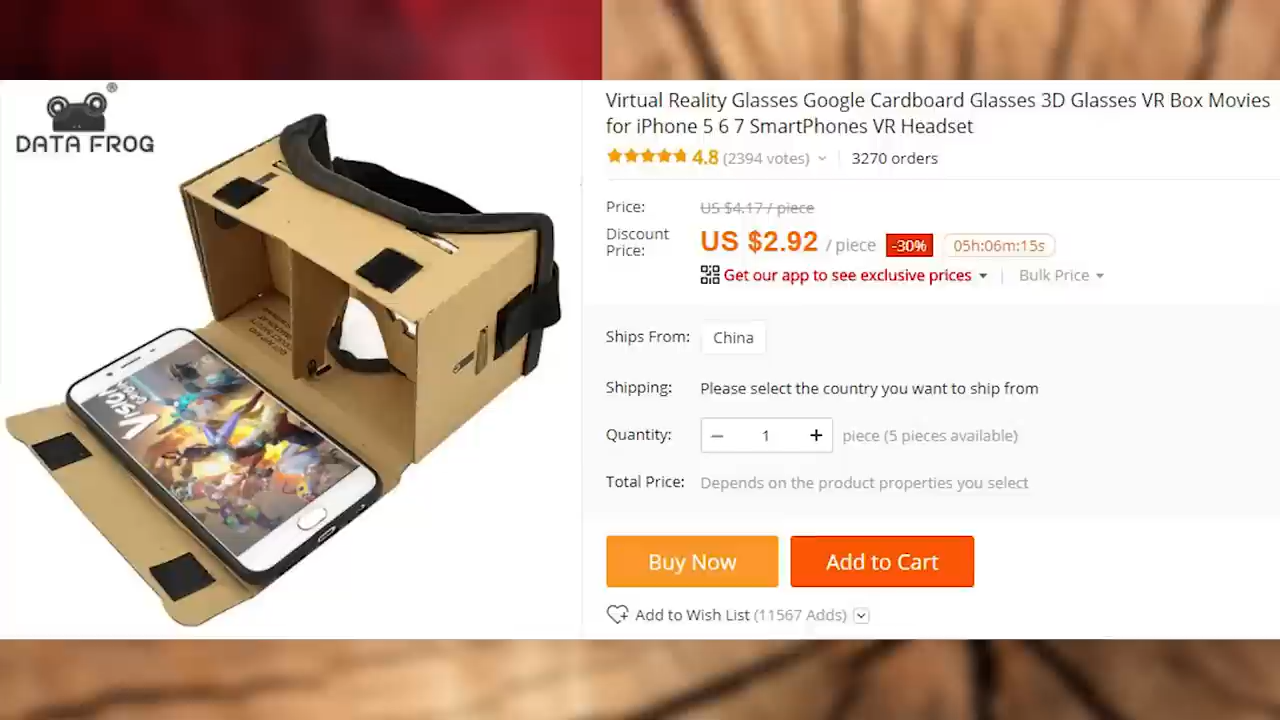 DATA FROG
®
Virtual Reality Glasses Google Cardboard Glasses 3D Glasses VR Box Movies
for iPhone 5 6 7 SmartPhones VR Headset
4.8 (2394 votes)
3270 orders
Price:
US $4.17 / piece
Discount
Price:
US $2.92 / piece
-30%
05h:06m:15s
Get our app to see exclusive prices
Bulk Price
Ships From:
China
Shipping:
Please select the country you want to ship from
Quantity:
− 1 +
piece (5 pieces available)
Total Price:
Depends on the product properties you select
Buy Now
Add to Cart
Add to Wish List (11567 Adds)